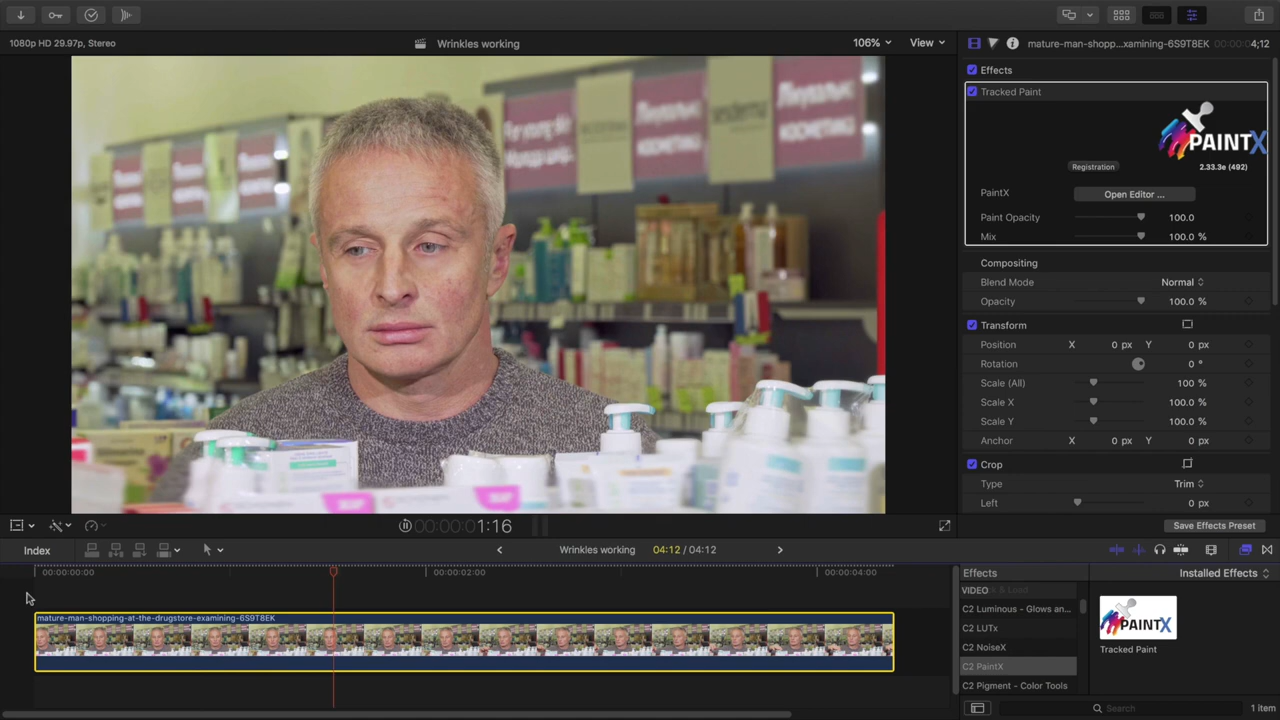 1080p HD 29.97p, Stereo
Wrinkles working
106%
View
mature-man-shopp...xamining-6S9T8EK
00:00:04;12
Effects
Tracked Paint
PAINTX
Registration
2.33.3e (492)
PaintX
Open Editor ...
Paint Opacity
100.0
Mix
100.0 %
Compositing
Blend Mode
Normal
Opacity
100.0 %
Transform
Position X 0 px Y 0 px
Rotation
0 °
Scale (All)
100 %
Scale X
100.0 %
Scale Y
100.0 %
Anchor X 0 px Y 0 px
Crop
Type
Trim
Left
0 px
00:00:00:01:16
Save Effects Preset
Index
Wrinkles working
04:12 / 04:12
00:00:00:00
00:00:02:00
00:00:04:00
mature-man-shopping-at-the-drugstore-examining-6S9T8EK
Effects
Installed Effects
VIDEO
C2 Luminous - Glows an...
C2 LUTx
C2 NoiseX
C2 PaintX
C2 Pigment - Color Tools
PAINTX
Tracked Paint
Search
1 item